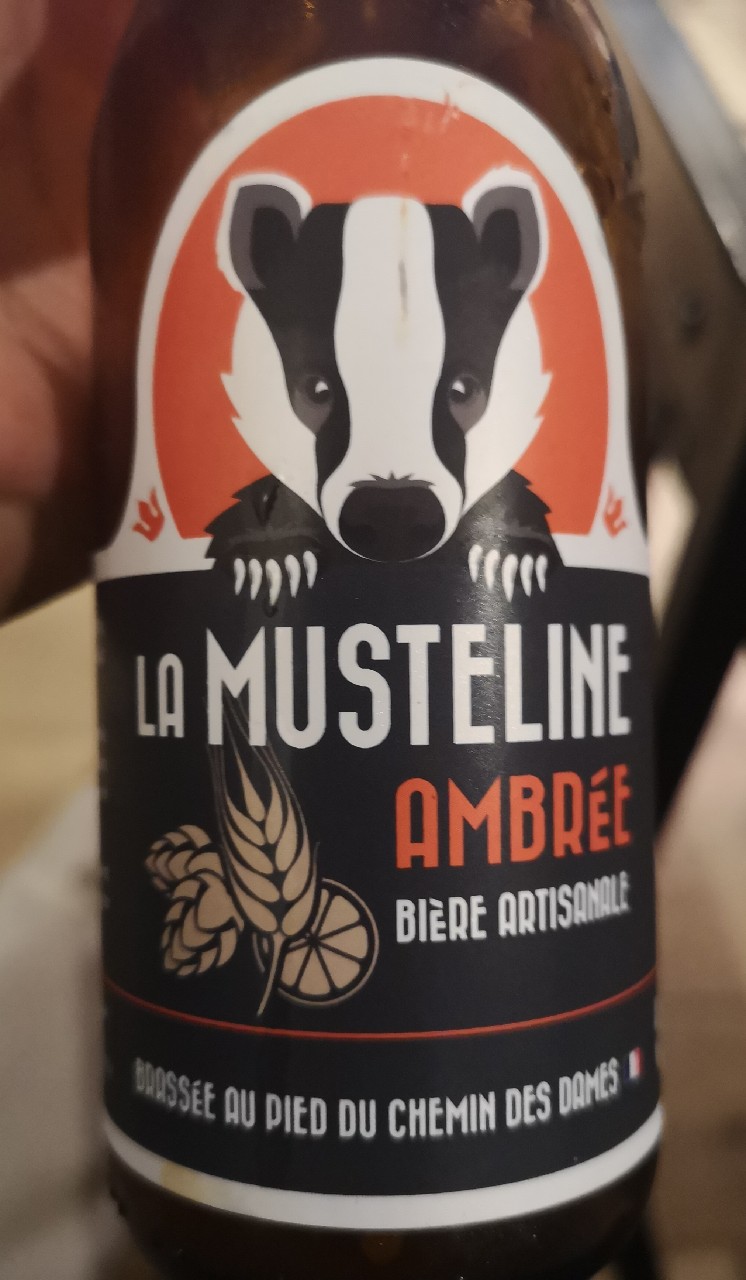 LA MUSTELINE
AMBRÉE
BIÈRE ARTISANALE
BRASSÉE AU PIED DU CHEMIN DES DAMES